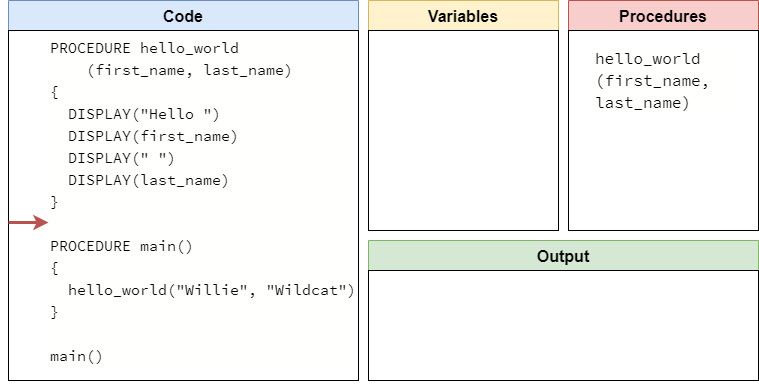 Code
PROCEDURE hello_world
(first_name, last_name)
{
DISPLAY("Hello ")
DISPLAY(first_name)
DISPLAY(" ")
DISPLAY(last_name)
}
PROCEDURE main()
{
hello_world("Willie", "Wildcat")
}
main()
Variables
Procedures
hello_world
(first_name,
last_name)
Output